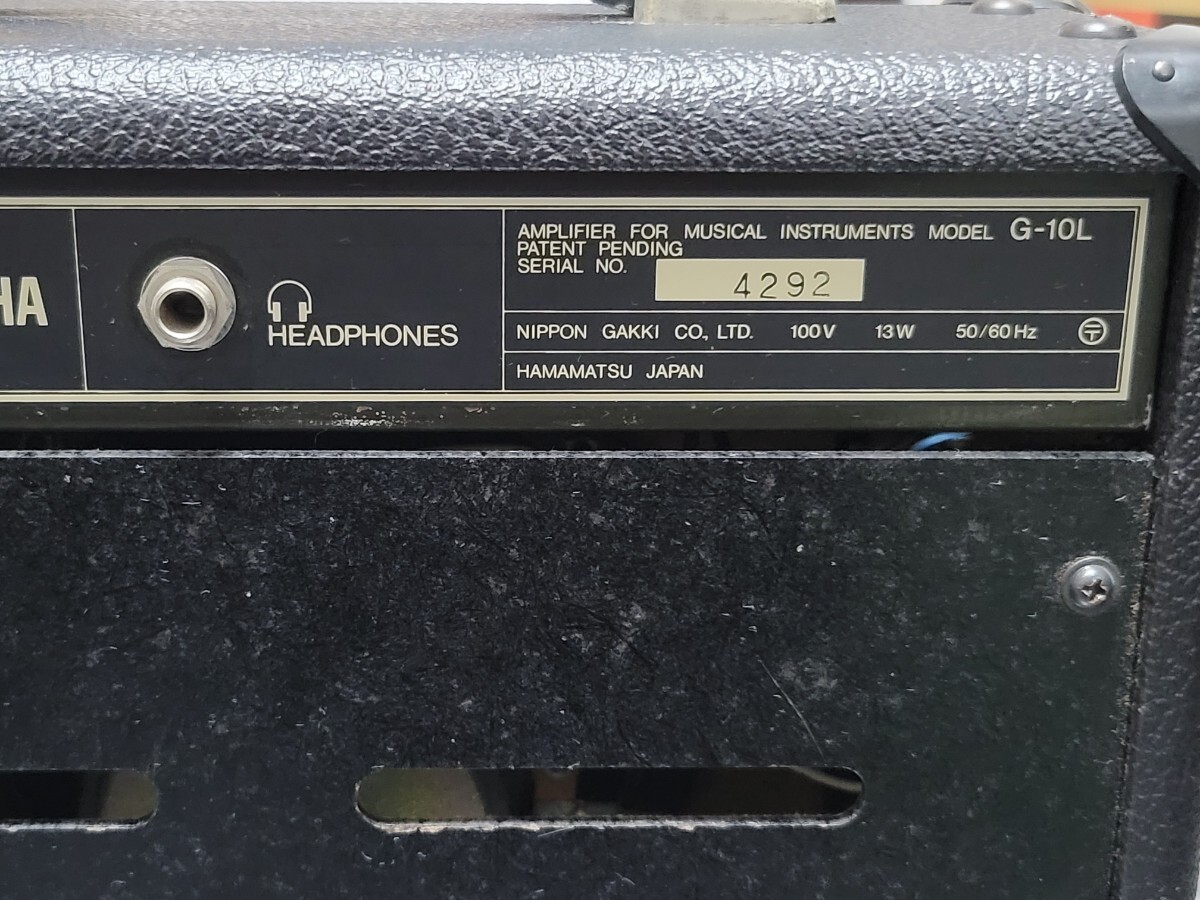 HA
HEADPHONES
AMPLIFIER FOR MUSICAL INSTRUMENTS MODEL G-10L
PATENT PENDING
SERIAL NO. 4292
NIPPON GAKKI CO., LTD. 100V 13W 50/60Hz
HAMAMATSU JAPAN